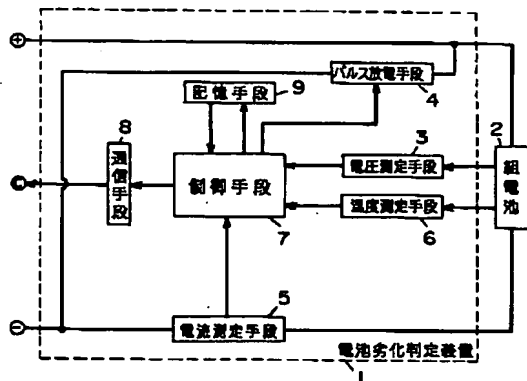 ⊕
パルス放電手段
4
記憶手段
9
8
通信手段
3
2
電圧測定手段
組電池
制御手段
C
温度測定手段
7
6
5
⊖
電流測定手段
電池劣化判定装置
1